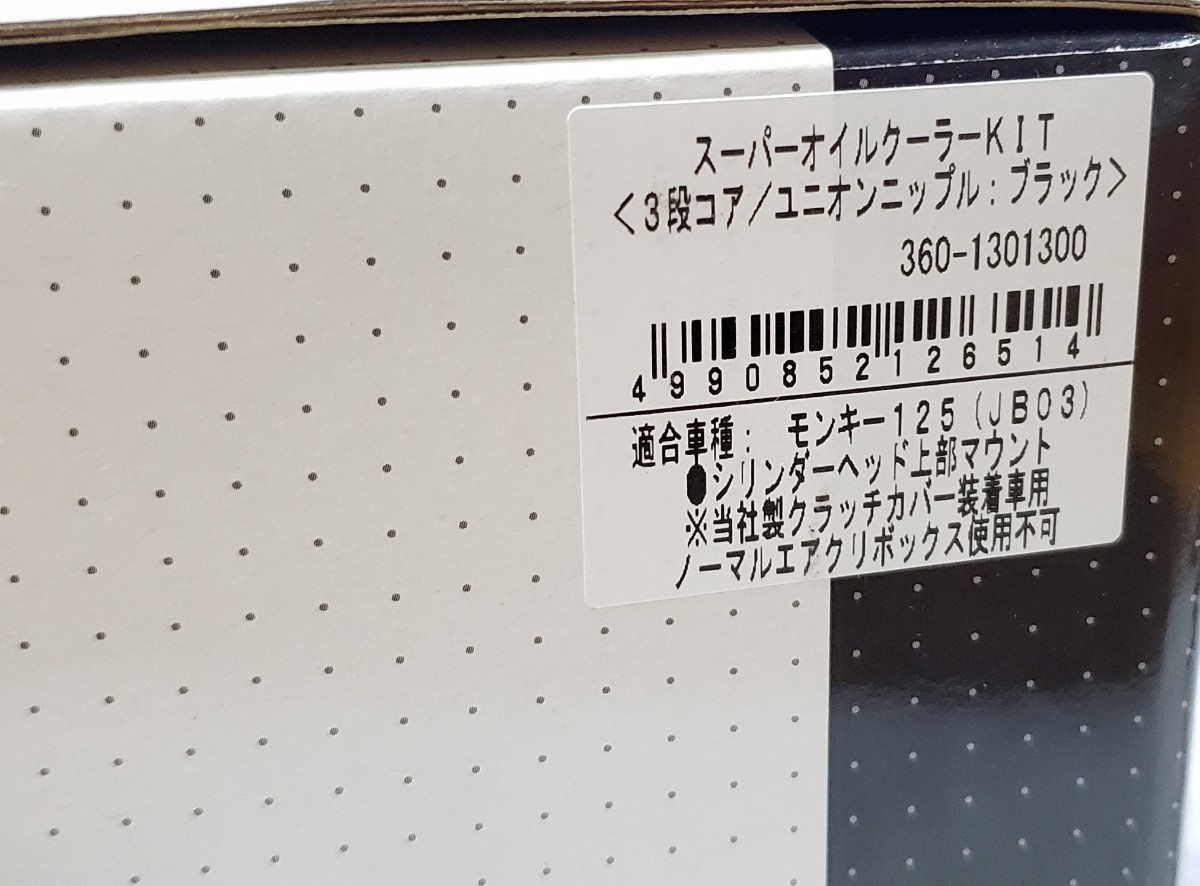 スーパーオイルクーラーKIT
<3段コア/ユニオンニップル:ブラック>
360-1301300
4990852126514
適合車種: モンキー125(JB03)
●シリンダーヘッド上部マウント
※当社製クラッチカバー装着車用
ノーマルエアクリボックス使用不可